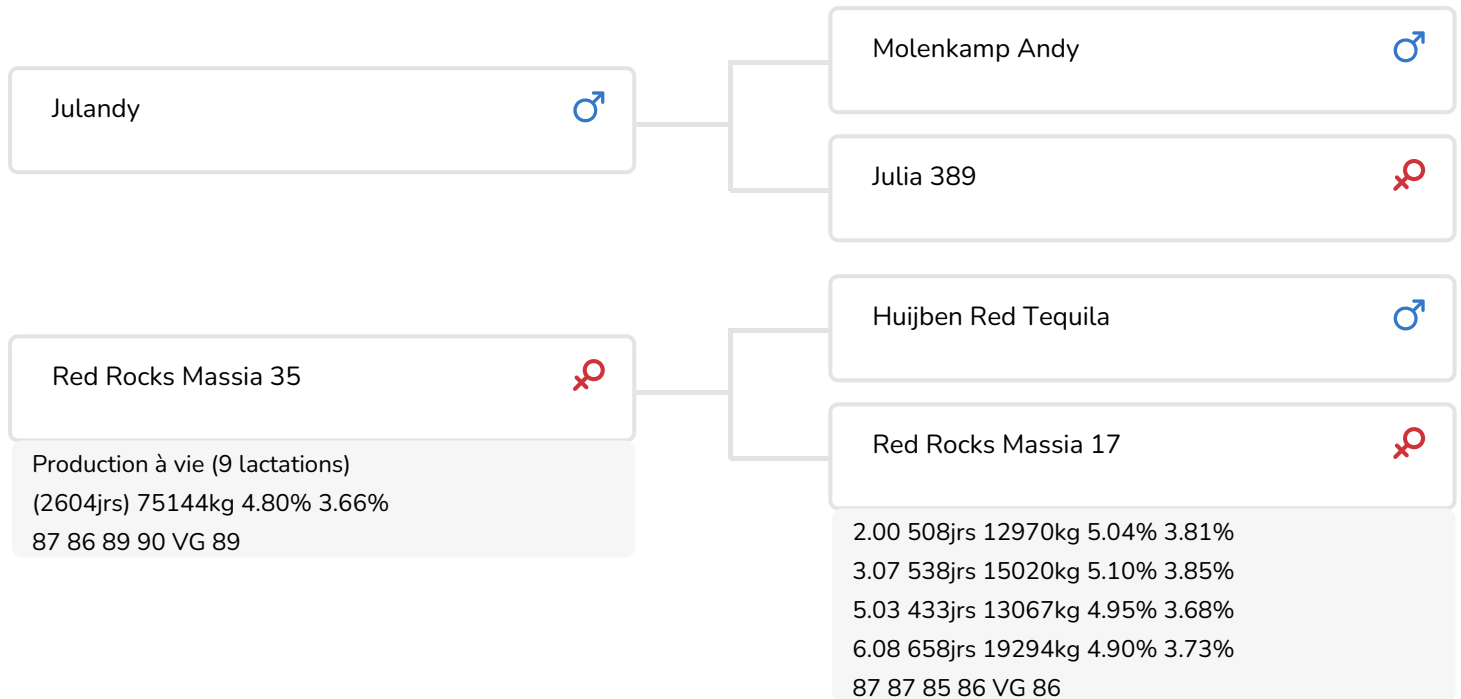 Molenkamp Andy
Julandy
Julia 389
Huijben Red Tequila
Red Rocks Massia 35
Red Rocks Massia 17
Production à vie (9 lactations)
(2604jrs) 75144kg 4.80% 3.66%
87 86 89 90 VG 89
2.00 508jrs 12970kg 5.04% 3.81%
3.07 538jrs 15020kg 5.10% 3.85%
5.03 433jrs 13067kg 4.95% 3.68%
6.08 658jrs 19294kg 4.90% 3.73%
87 87 85 86 VG 86